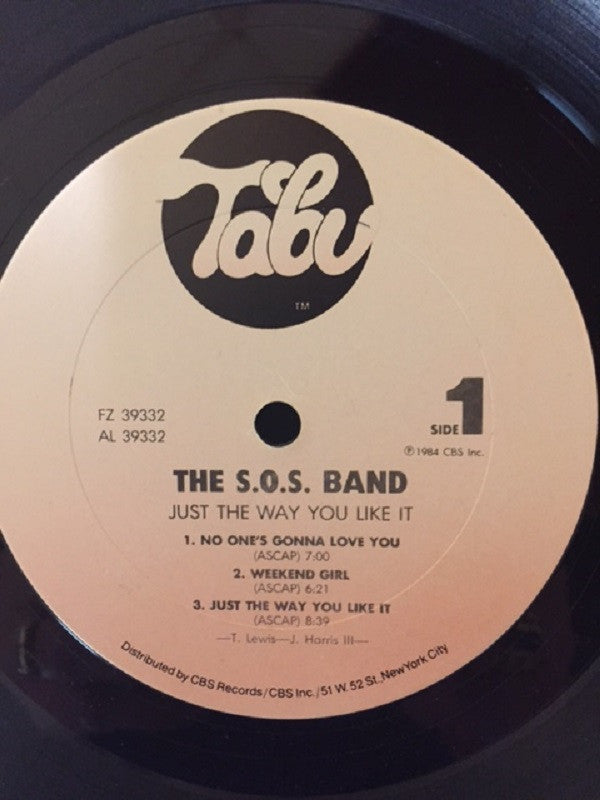 Tabu
TM
FZ 39332
AL 39332
SIDE 1
Ⓟ1984 CBS Inc.
THE S.O.S. BAND
JUST THE WAY YOU LIKE IT
1. NO ONE'S GONNA LOVE YOU
(ASCAP) 7:00
2. WEEKEND GIRL
(ASCAP) 6:21
3. JUST THE WAY YOU LIKE IT
(ASCAP) 8:39
—T. Lewis—J. Harris III—
Distributed by CBS Records/CBS Inc./51 W. 52 St., New York City